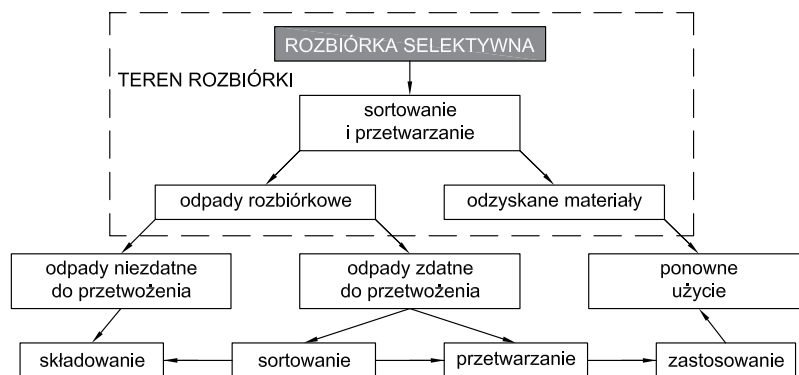 ROZBIÓRKA SELEKTYWNA
TEREN ROZBIÓRKI
sortowanie
i przetwarzanie
odpady rozbiórkowe
odzyskane materiały
odpady niezdatne
do przetwożenia
odpady zdatne
do przetwożenia
ponowne
użycie
składowanie
sortowanie
przetwarzanie
zastosowanie